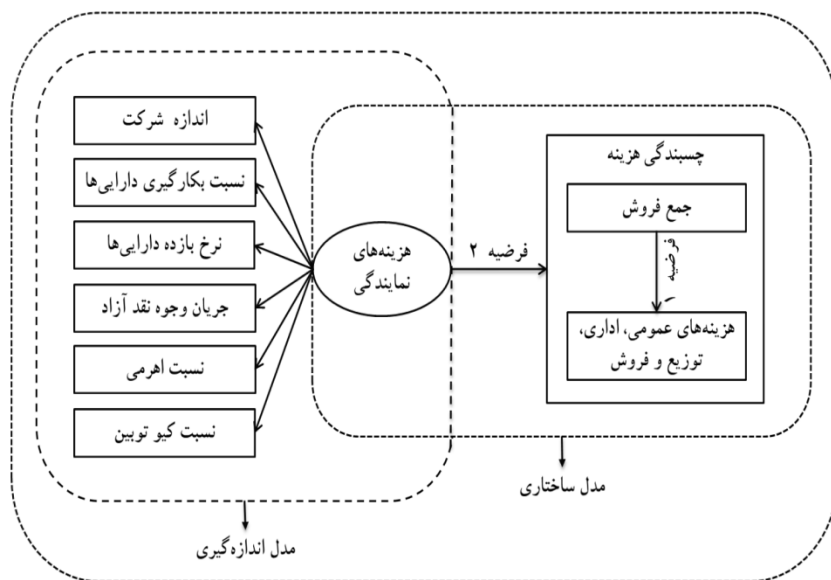 چسبندگی هزینه
جمع فروش
فرضیه ۱
هزینه‌های عمومی، اداری،
توزیع و فروش
فرضیه ۲
هزینه‌های
نمایندگی
اندازه شرکت
نسبت بکارگیری دارایی‌ها
نرخ بازده دارایی‌ها
جریان وجوه نقد آزاد
نسبت اهرمی
نسبت کیو توبین
مدل ساختاری
مدل اندازه‌گیری